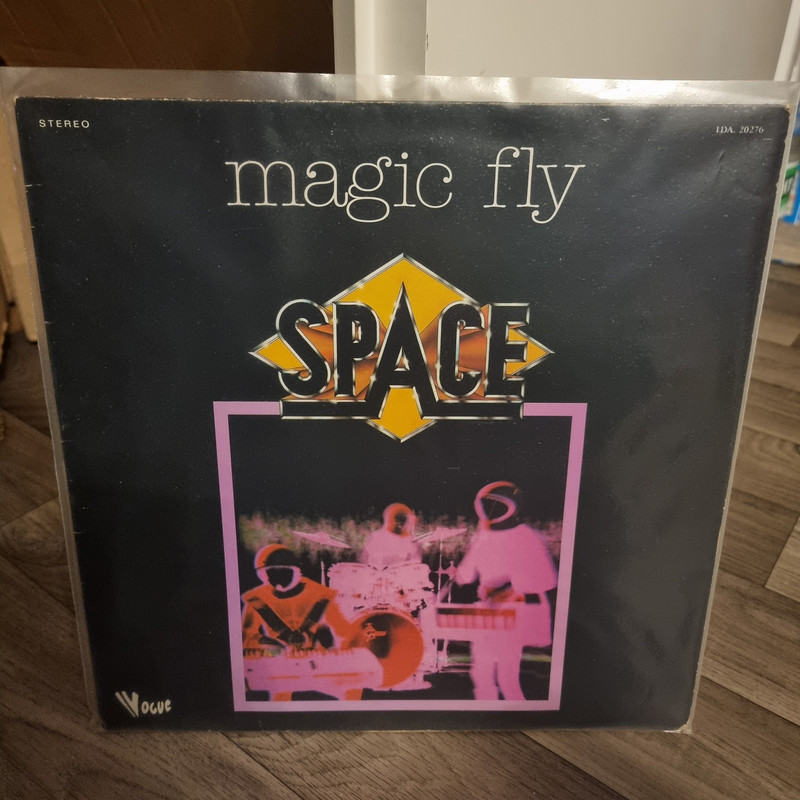 STEREO
LDA. 20276
magic fly
SPACE
VOGUE